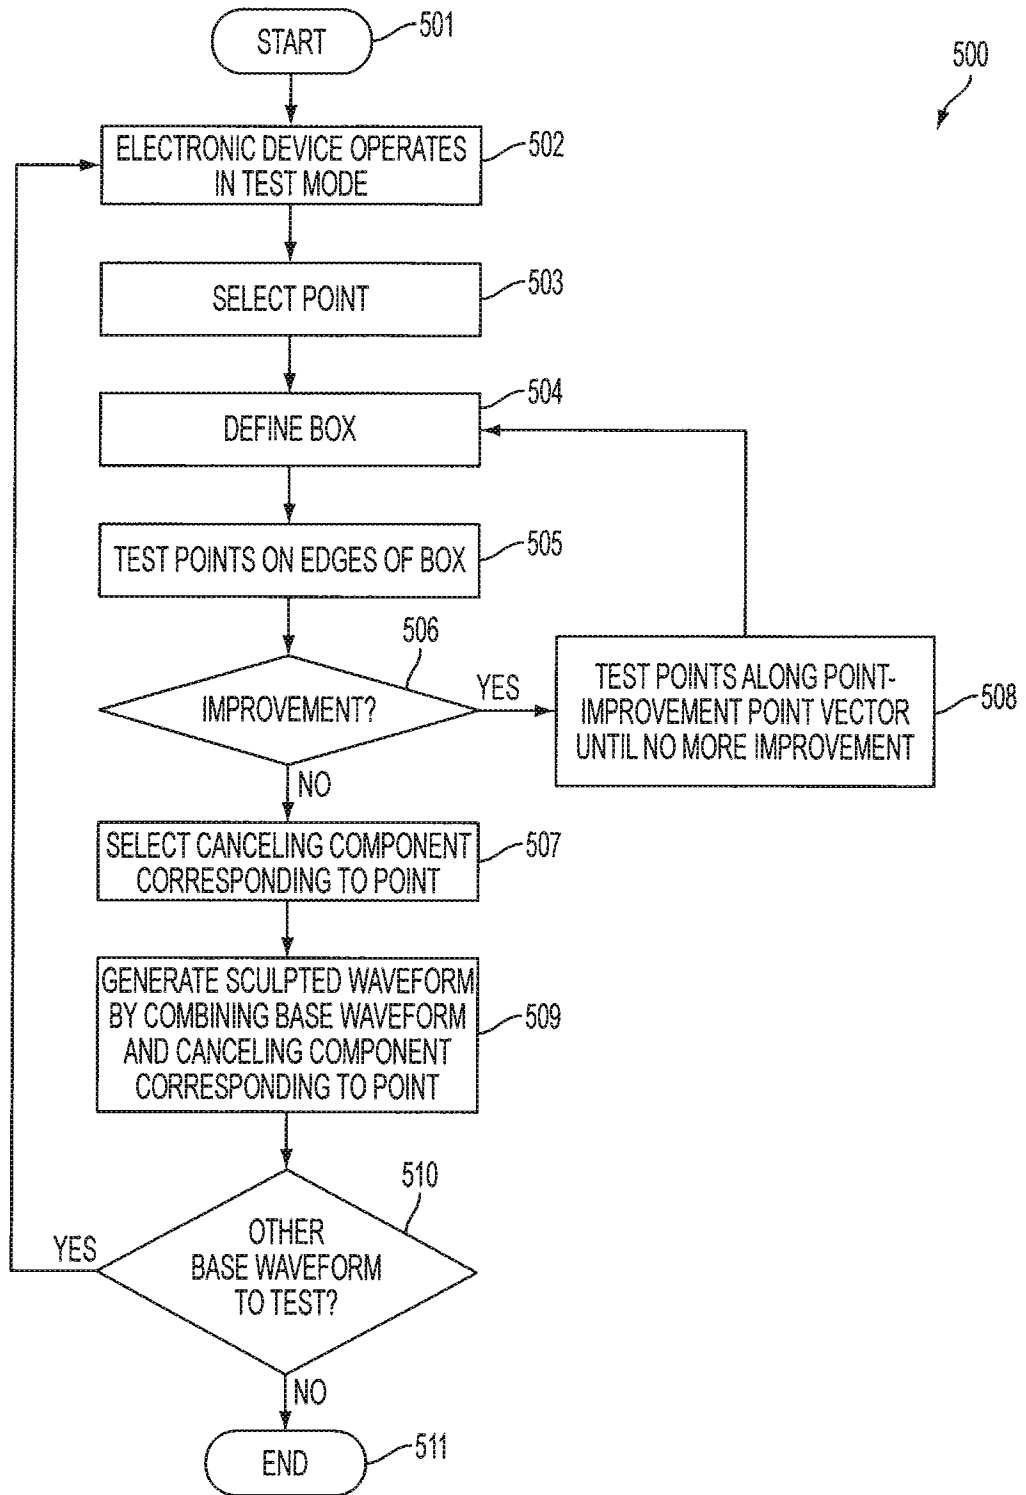 START
501
500
ELECTRONIC DEVICE OPERATES
IN TEST MODE
502
SELECT POINT
503
DEFINE BOX
504
TEST POINTS ON EDGES OF BOX
505
IMPROVEMENT?
506
YES
TEST POINTS ALONG POINT-
IMPROVEMENT POINT VECTOR
UNTIL NO MORE IMPROVEMENT
508
NO
SELECT CANCELING COMPONENT
CORRESPONDING TO POINT
507
GENERATE SCULPTED WAVEFORM
BY COMBINING BASE WAVEFORM
AND CANCELING COMPONENT
CORRESPONDING TO POINT
509
OTHER
BASE WAVEFORM
TO TEST?
510
YES
NO
END
511